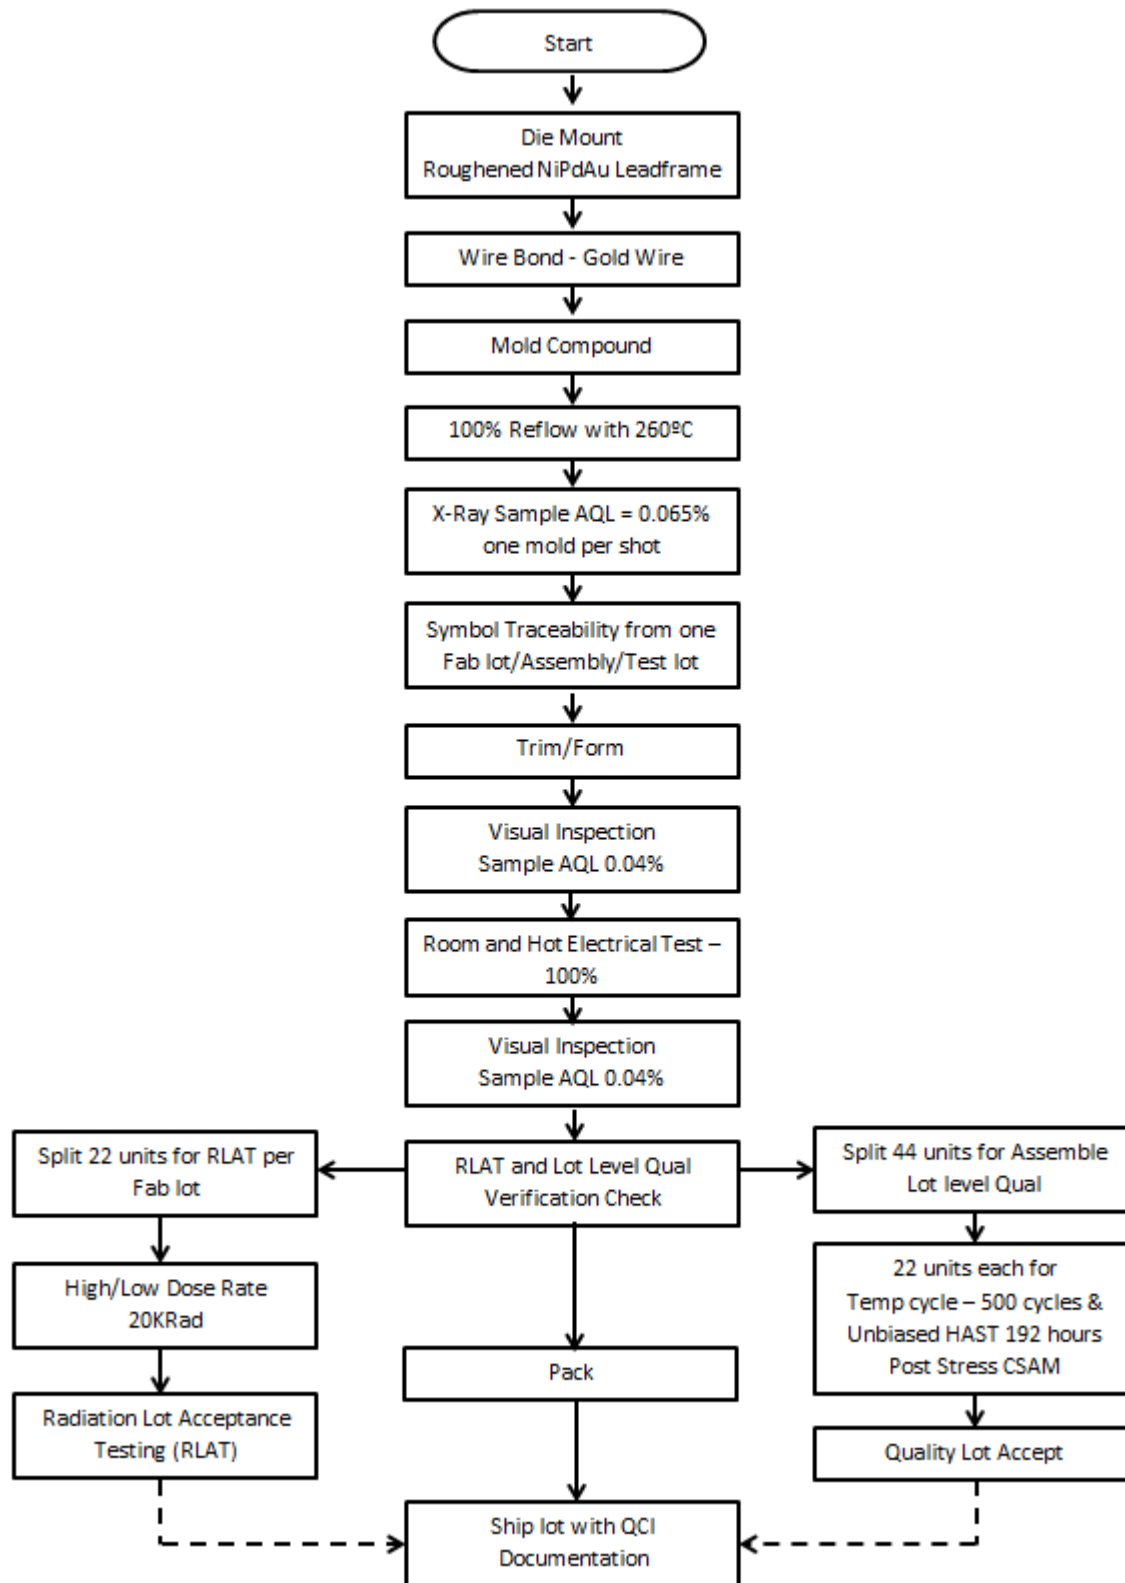 Start
Die Mount
Roughened NiPdAu Leadframe
Wire Bond - Gold Wire
Mold Compound
100% Reflow with 260ºC
X-Ray Sample AQL = 0.065%
one mold per shot
Symbol Traceability from one
Fab lot/Assembly/Test lot
Trim/Form
Visual Inspection
Sample AQL 0.04%
Room and Hot Electrical Test –
100%
Visual Inspection
Sample AQL 0.04%
RLAT and Lot Level Qual
Verification Check
Split 22 units for RLAT per
Fab lot
High/Low Dose Rate
20KRad
Radiation Lot Acceptance
Testing (RLAT)
Split 44 units for Assemble
Lot level Qual
22 units each for
Temp cycle – 500 cycles &
Unbiased HAST 192 hours
Post Stress CSAM
Quality Lot Accept
Pack
Ship lot with QCI
Documentation